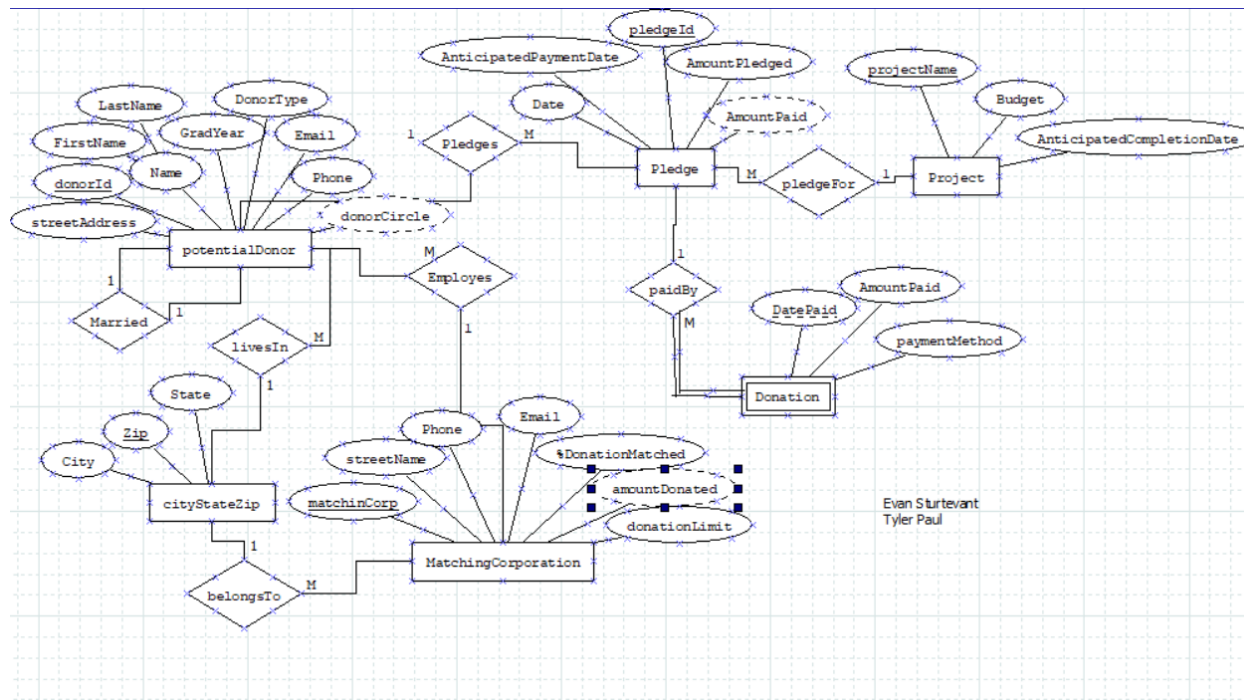 pledgeId
AnticipatedPaymentDate
AmountPledged
projectName
Date
AmountPaid
Budget
AnticipatedCompletionDate
LastName
DonorType
FirstName
GradYear
Email
donorId
Name
Phone
streetAddress
donorCircle
potentialDonor
1
Pledges
M
Pledge
M
pledgeFor
1
Project
1
Married
1
M
Employes
1
livesIn
M
1
1
paidBy
M
DatePaid
AmountPaid
paymentMethod
Donation
State
Zip
City
cityStateZip
Phone
Email
streetName
%DonationMatched
matchinCorp
amountDonated
donationLimit
MatchingCorporation
1
belongsTo
M
Evan Sturtevant
Tyler Paul